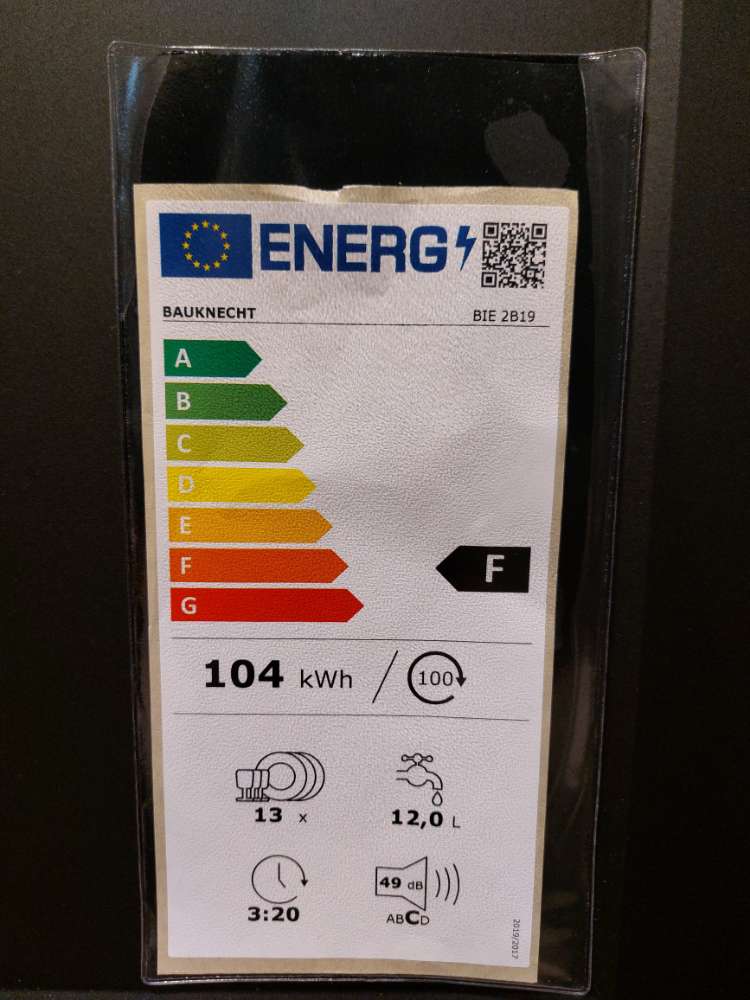 ENERG
BAUKNECHT BIE 2B19
A
B
C
D
E
F
F
G
104 kWh / 100
13 x
12,0 L
3:20
49 dB
ABCD
2019/2017